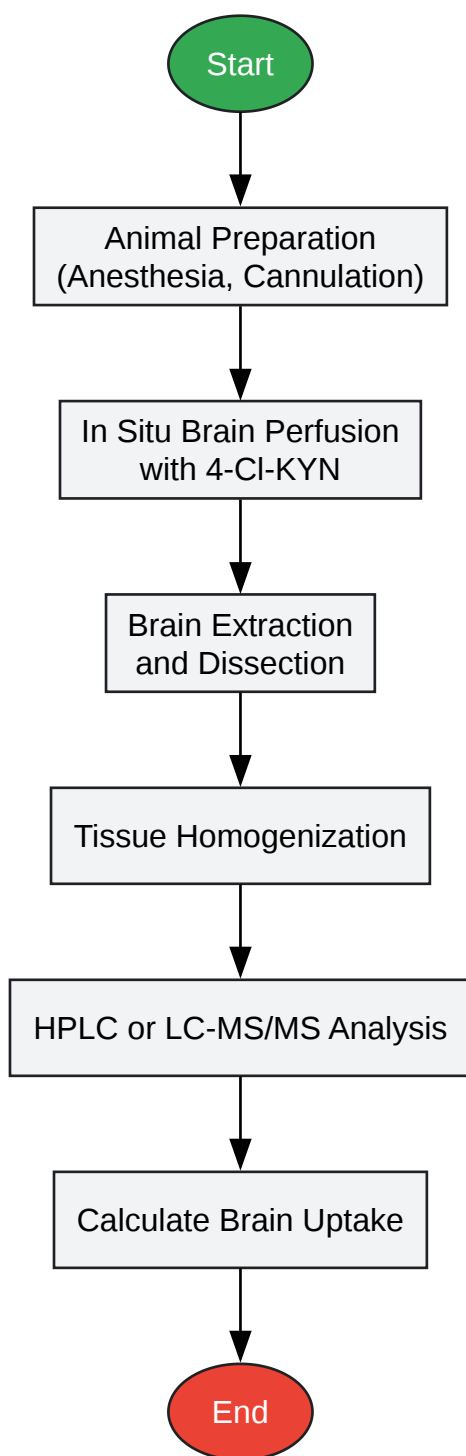 Start
Animal Preparation
(Anesthesia, Cannulation)
In Situ Brain Perfusion
with 4-Cl-KYN
Brain Extraction
and Dissection
Tissue Homogenization
HPLC or LC-MS/MS Analysis
Calculate Brain Uptake
End